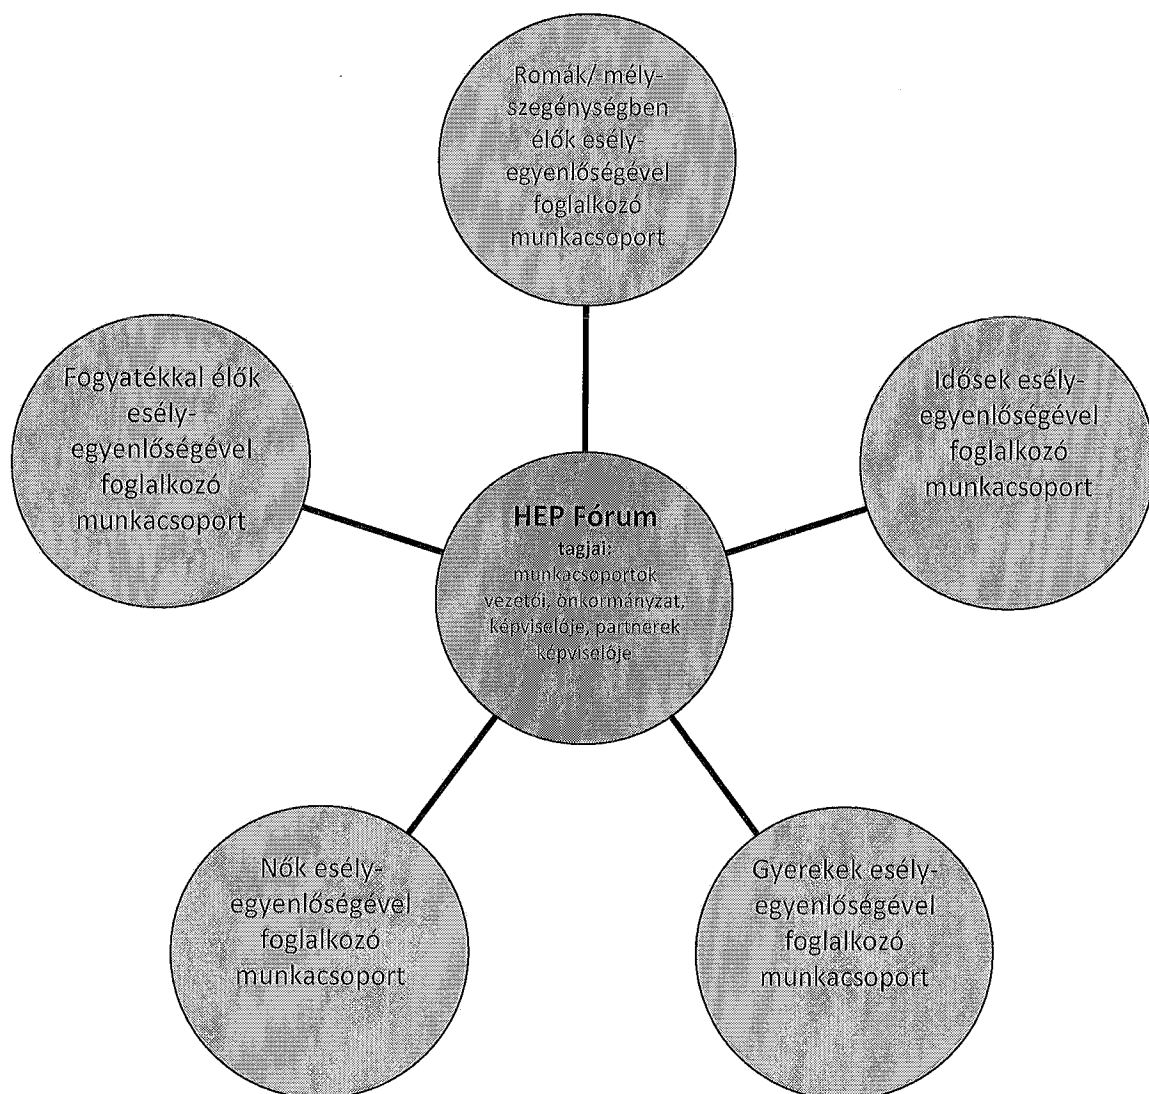 Romák/ mély-
szegénységben
élők esély-
egyenlőségével
foglalkozó
munkacsoport
Fogyatékkal élők
esély-
egyenlőségével
foglalkozó
munkacsoport
Idősek esély-
egyenlőségével
foglalkozó
munkacsoport
HEP Fórum
tagjai:
munkacsoportok
vezetői, önkormányzat,
képviselője, partnerek
képviselője
Nők esély-
egyenlőségével
foglalkozó
munkacsoport
Gyerekek esély-
egyenlőségével
foglalkozó
munkacsoport